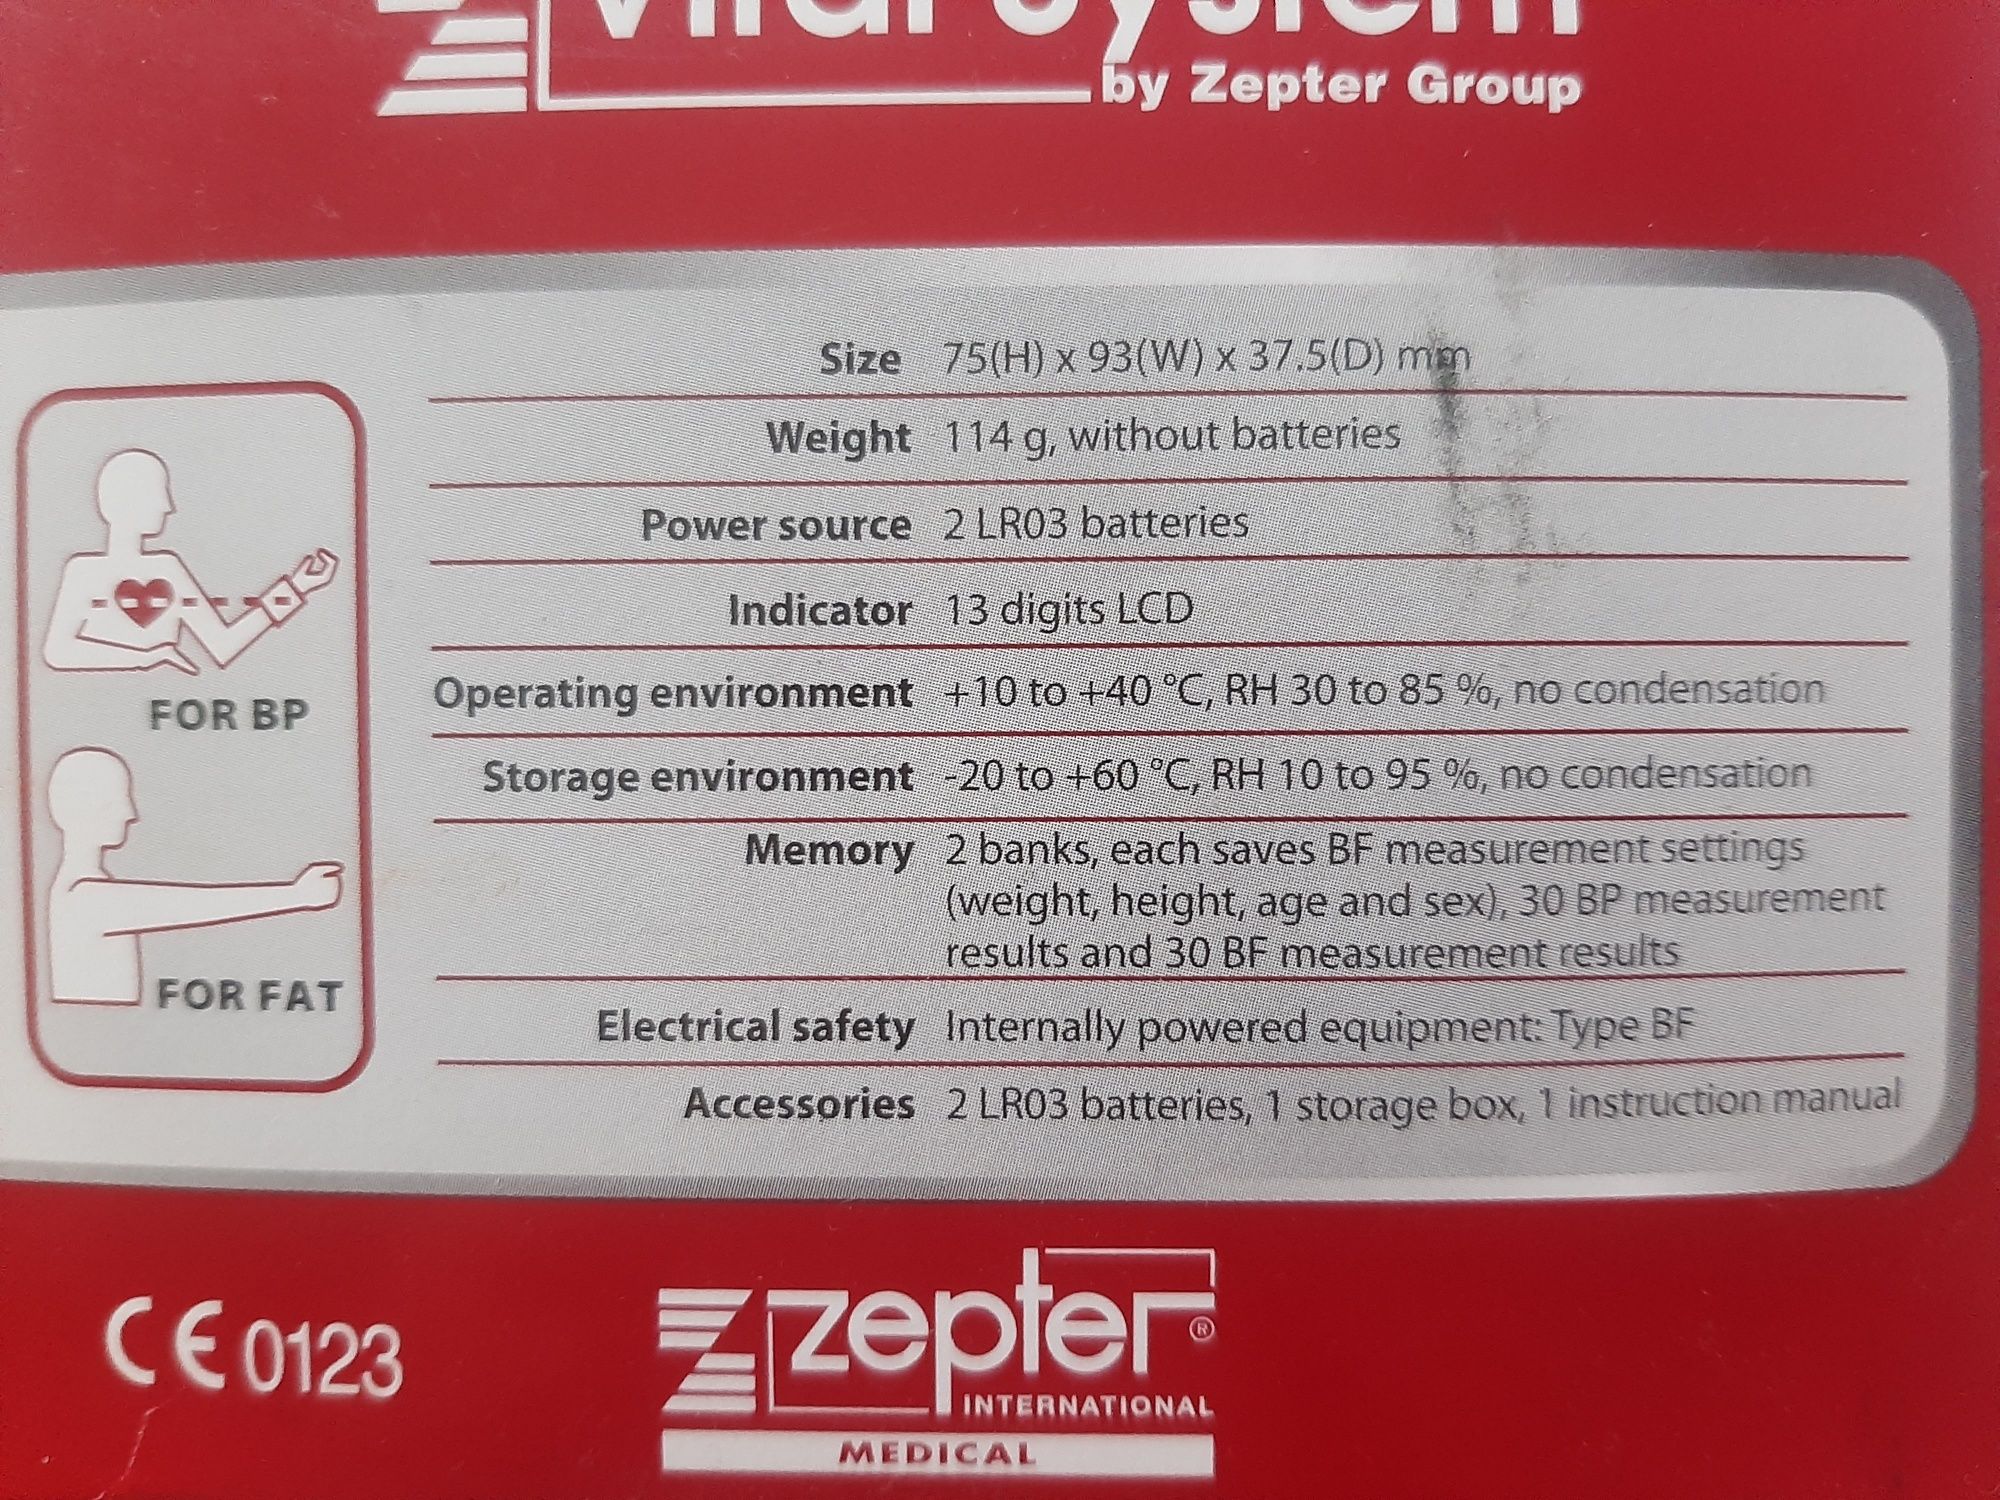 Vital System
by Zepter Group
Size 75(H) x 93(W) x 37.5(D) mm
Weight 114 g, without batteries
Power source 2 LR03 batteries
Indicator 13 digits LCD
Operating environment +10 to +40 °C, RH 30 to 85 %, no condensation
Storage environment -20 to +60 °C, RH 10 to 95 %, no condensation
Memory 2 banks, each saves BF measurement settings
(weight, height, age and sex), 30 BP measurement
results and 30 BF measurement results
Electrical safety Internally powered equipment: Type BF
Accessories 2 LR03 batteries, 1 storage box, 1 instruction manual
FOR BP
FOR FAT
CE 0123
zepter®
INTERNATIONAL
MEDICAL